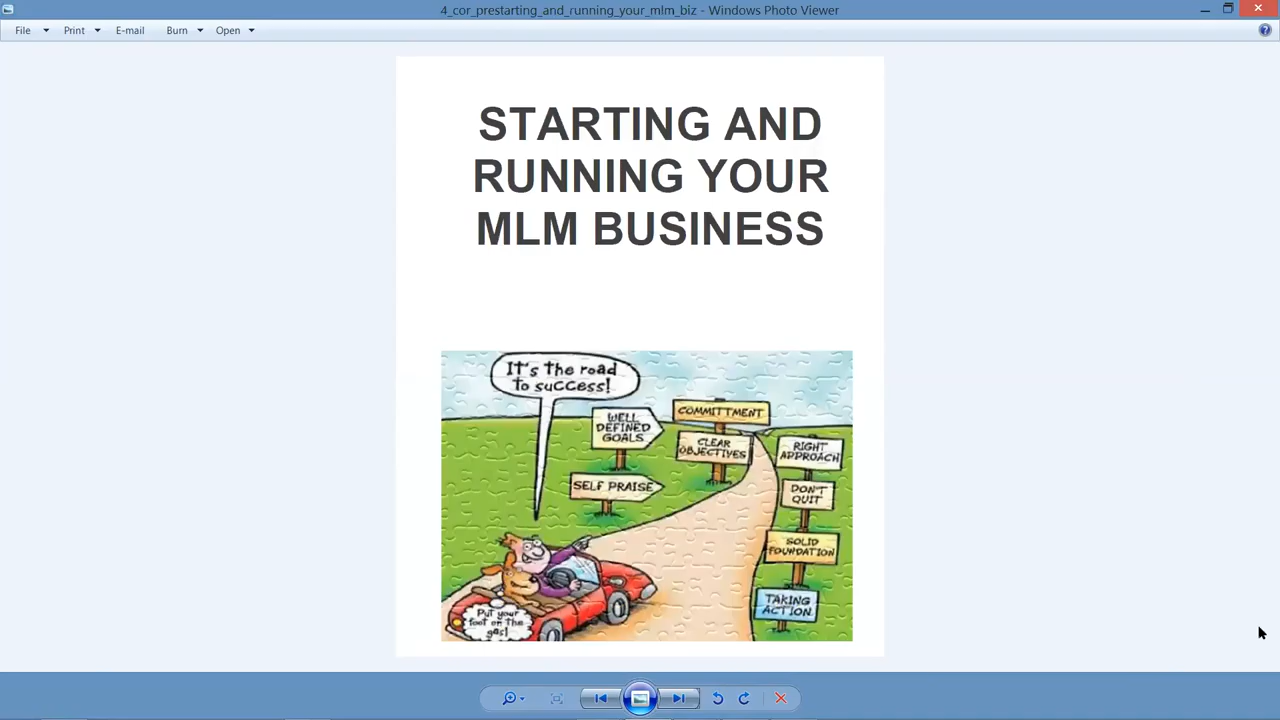 4_cor_prestarting_and_running_your_mlm_biz - Windows Photo Viewer
File Print E-mail Burn Open
STARTING AND
RUNNING YOUR
MLM BUSINESS
It's the road
to success!
WELL
DEFINED
GOALS
COMMITTMENT
CLEAR
OBJECTIVES
RIGHT
APPROACH
SELF PRAISE
DON'T
QUIT
SOLID
FOUNDATION
TAKING
ACTION
Put your
foot on the
gas!